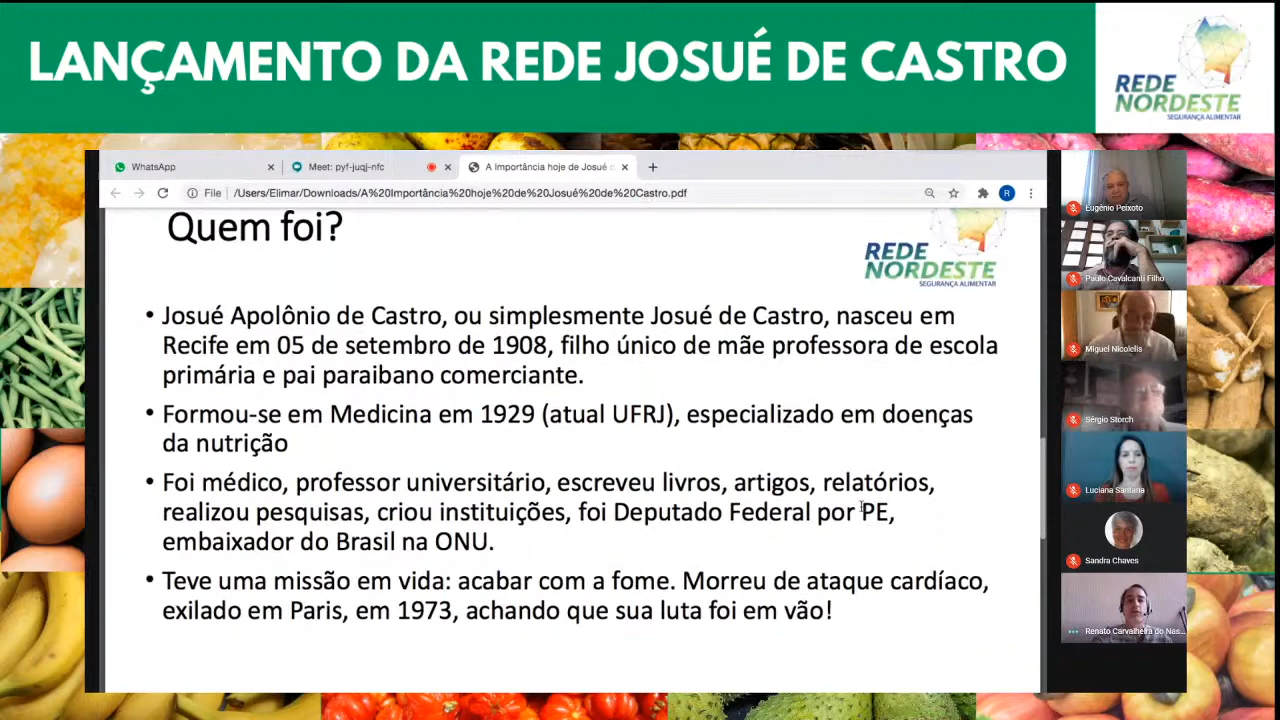 LANÇAMENTO DA REDE JOSUÉ DE CASTRO
REDE
NORDESTE
SEGURANÇA ALIMENTAR
WhatsApp
Meet: pyf-juqj-nfc
A Importância hoje de Josué d
File
/Users/Elimar/Downloads/A%20Importância%20hoje%20de%20Josué%20de%20Castro.pdf
R
Quem foi?
REDE
NORDESTE
SEGURANÇA ALIMENTAR
• Josué Apolônio de Castro, ou simplesmente Josué de Castro, nasceu em
Recife em 05 de setembro de 1908, filho único de mãe professora de escola
primária e pai paraibano comerciante.
• Formou-se em Medicina em 1929 (atual UFRJ), especializado em doenças
da nutrição
• Foi médico, professor universitário, escreveu livros, artigos, relatórios,
realizou pesquisas, criou instituições, foi Deputado Federal por PE,
embaixador do Brasil na ONU.
• Teve uma missão em vida: acabar com a fome. Morreu de ataque cardíaco,
exilado em Paris, em 1973, achando que sua luta foi em vão!
Eugênio Peixoto
Paulo Cavalcanti Filho
Miguel Nicolelis
Sérgio Storch
Luciana Santana
Sandra Chaves
Renato Carvalheira do Nas...